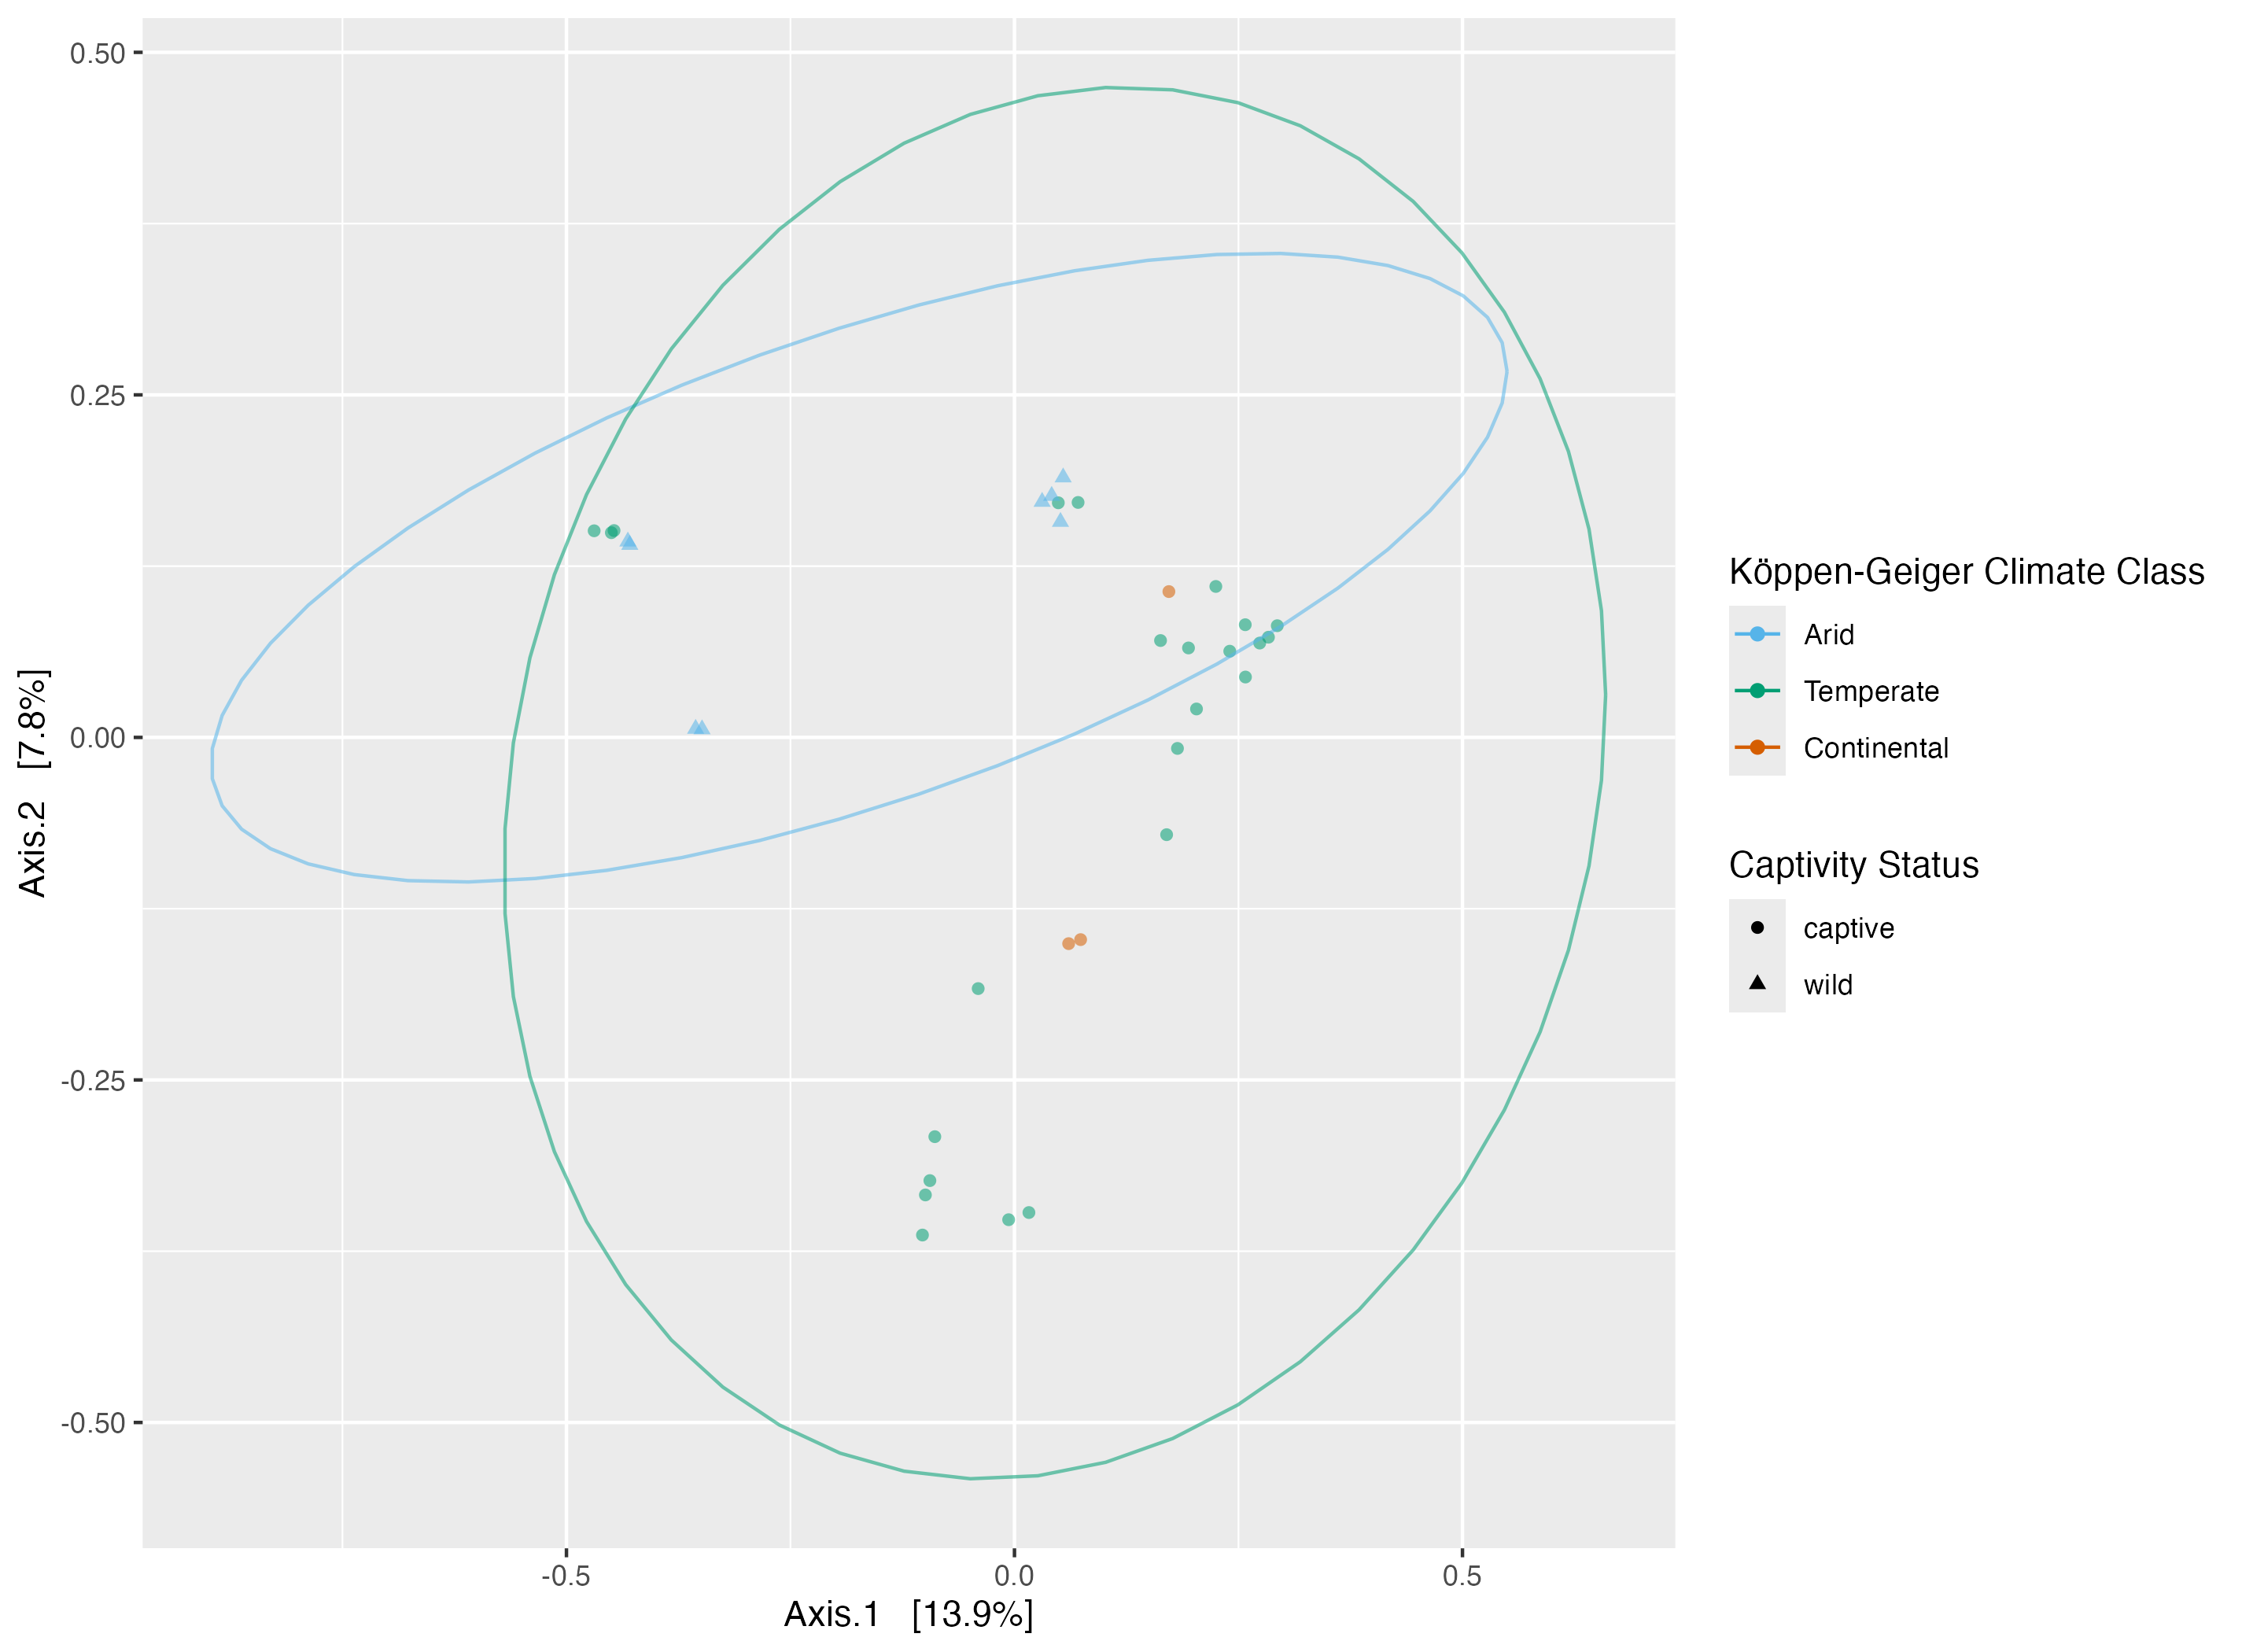 0.50
0.25
0.00
-0.25
-0.50
Axis.2 [7.8%]
-0.5 0.0 0.5
Axis.1 [13.9%]
Köppen-Geiger Climate Class
Arid
Temperate
Continental
Captivity Status
captive
wild